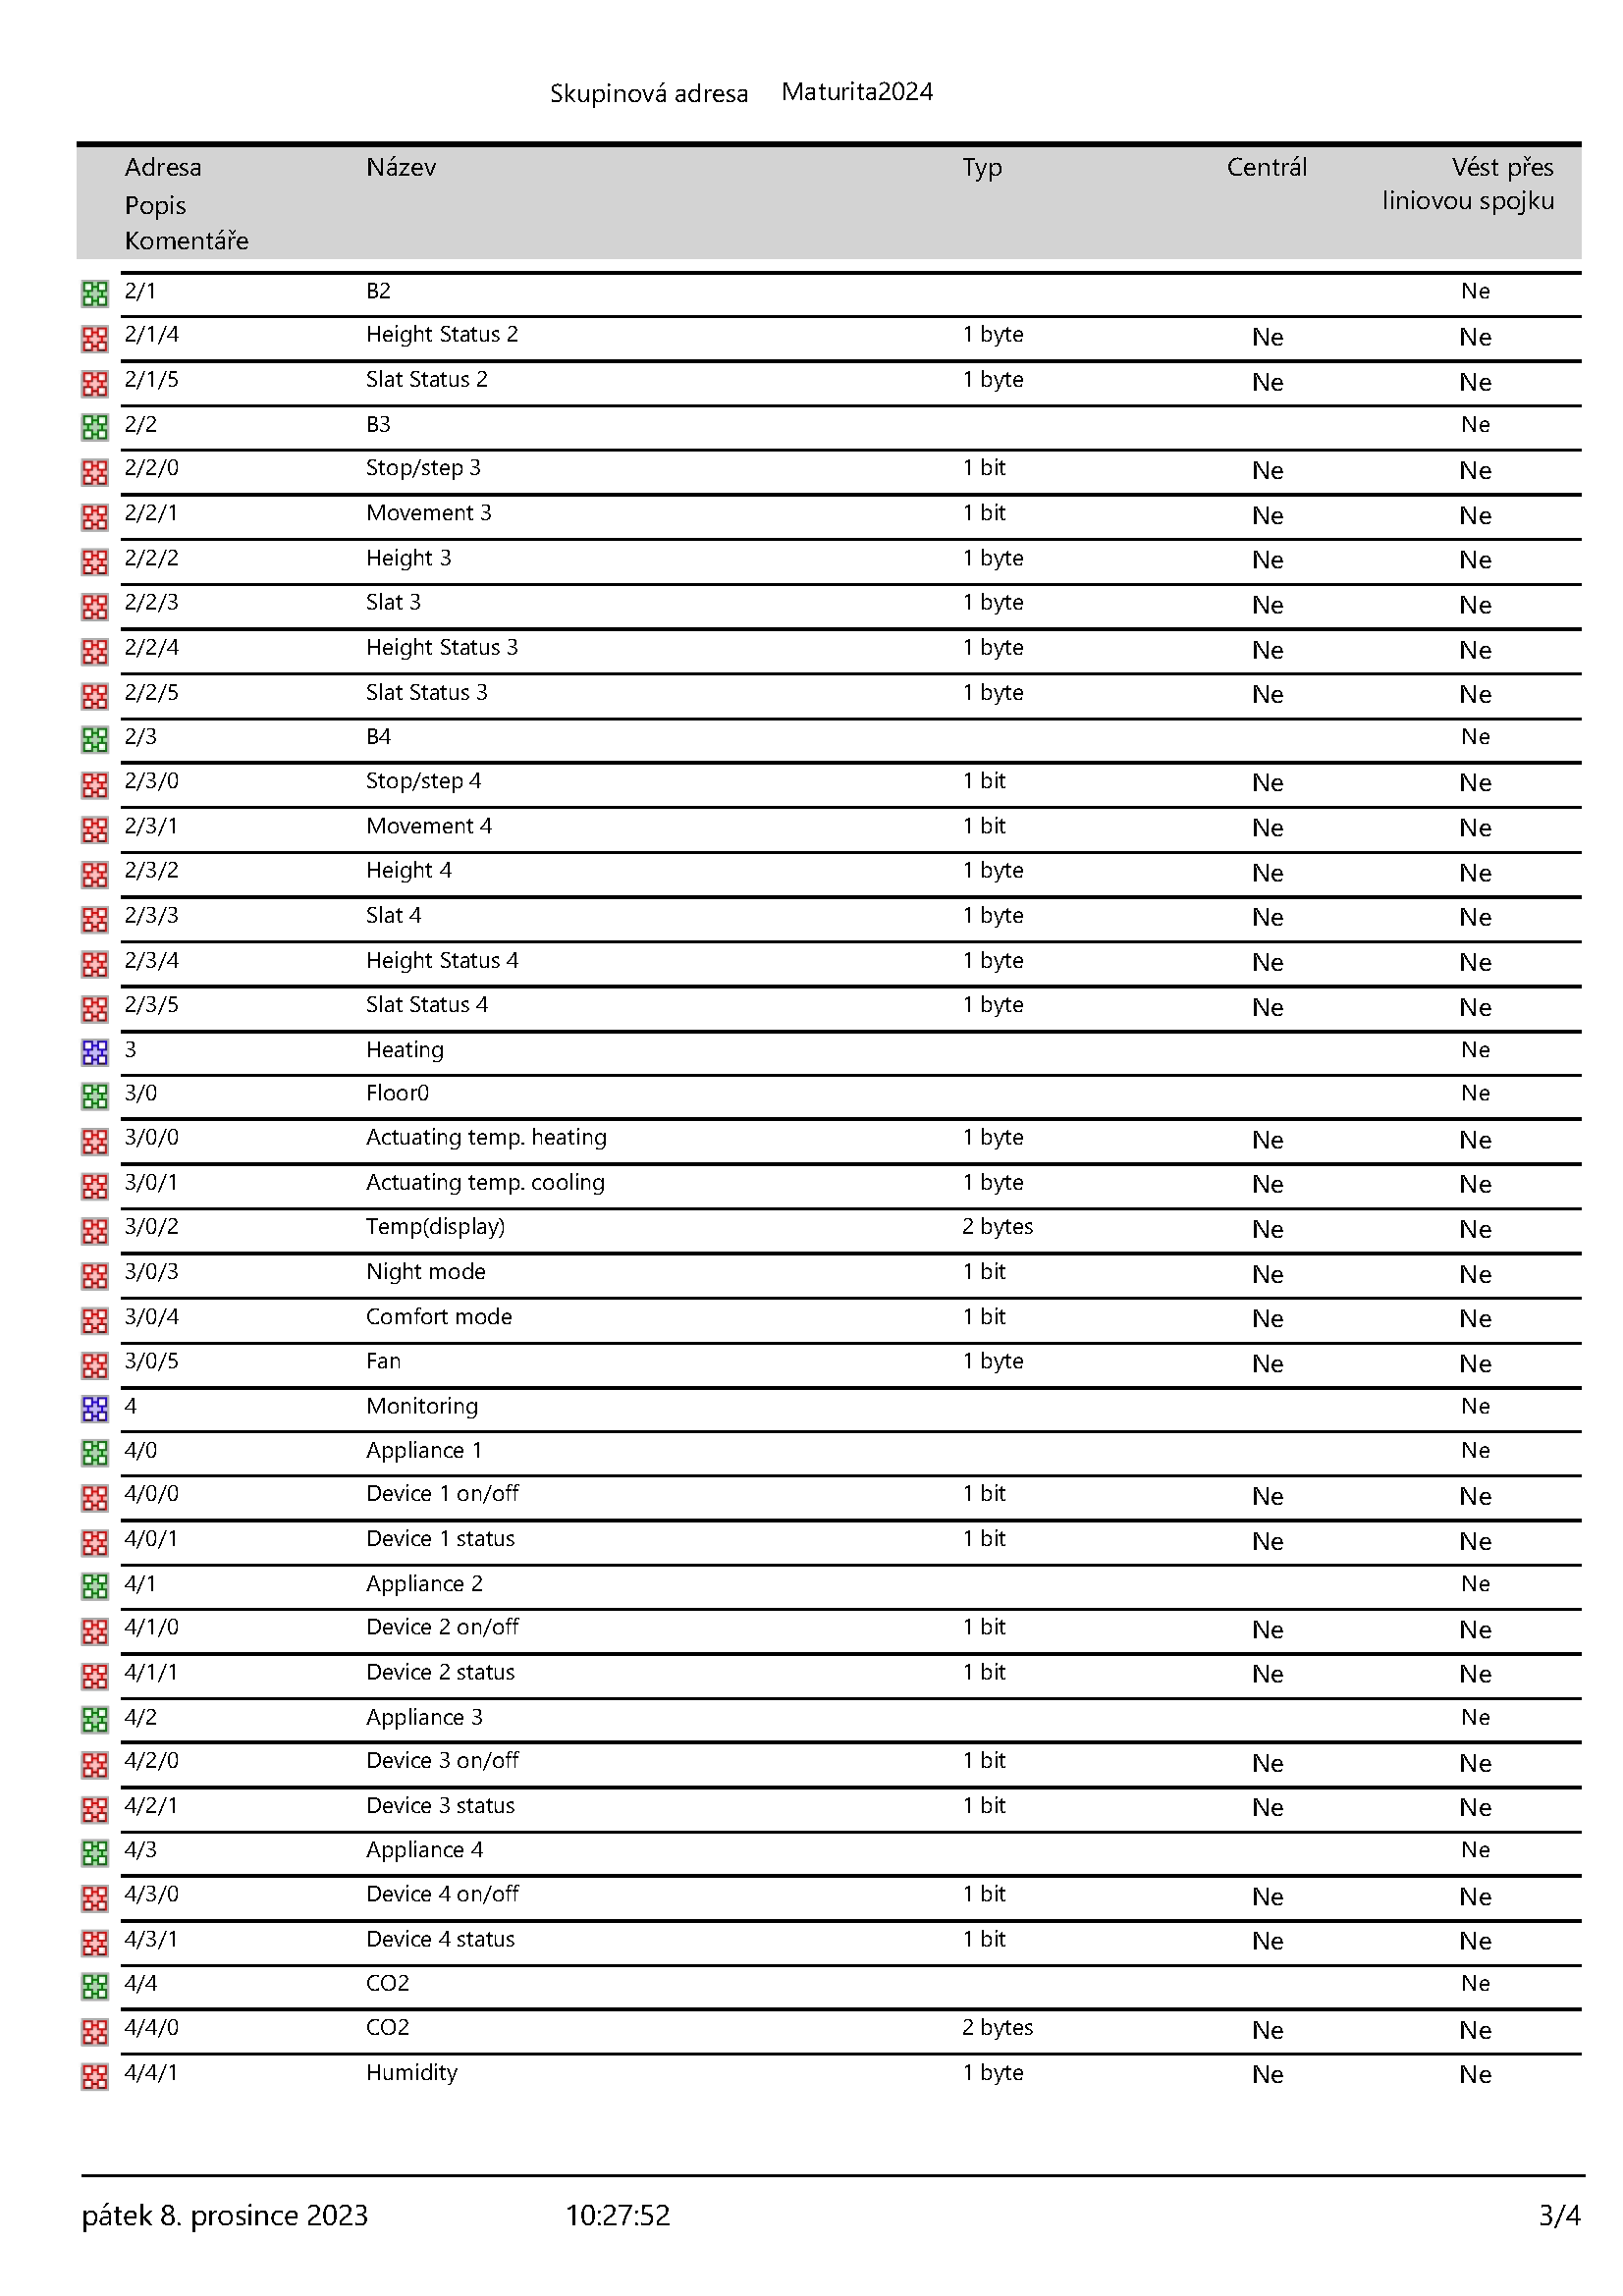 Skupinová adresa Maturita2024
Adresa Název Typ Centrál Vést přes
Popis liniovou spojku
Komentáře
2/1 B2 Ne
2/1/4 Height Status 2 1 byte Ne Ne
2/1/5 Slat Status 2 1 byte Ne Ne
2/2 B3 Ne
2/2/0 Stop/step 3 1 bit Ne Ne
2/2/1 Movement 3 1 bit Ne Ne
2/2/2 Height 3 1 byte Ne Ne
2/2/3 Slat 3 1 byte Ne Ne
2/2/4 Height Status 3 1 byte Ne Ne
2/2/5 Slat Status 3 1 byte Ne Ne
2/3 B4 Ne
2/3/0 Stop/step 4 1 bit Ne Ne
2/3/1 Movement 4 1 bit Ne Ne
2/3/2 Height 4 1 byte Ne Ne
2/3/3 Slat 4 1 byte Ne Ne
2/3/4 Height Status 4 1 byte Ne Ne
2/3/5 Slat Status 4 1 byte Ne Ne
3 Heating Ne
3/0 Floor0 Ne
3/0/0 Actuating temp. heating 1 byte Ne Ne
3/0/1 Actuating temp. cooling 1 byte Ne Ne
3/0/2 Temp(display) 2 bytes Ne Ne
3/0/3 Night mode 1 bit Ne Ne
3/0/4 Comfort mode 1 bit Ne Ne
3/0/5 Fan 1 byte Ne Ne
4 Monitoring Ne
4/0 Appliance 1 Ne
4/0/0 Device 1 on/off 1 bit Ne Ne
4/0/1 Device 1 status 1 bit Ne Ne
4/1 Appliance 2 Ne
4/1/0 Device 2 on/off 1 bit Ne Ne
4/1/1 Device 2 status 1 bit Ne Ne
4/2 Appliance 3 Ne
4/2/0 Device 3 on/off 1 bit Ne Ne
4/2/1 Device 3 status 1 bit Ne Ne
4/3 Appliance 4 Ne
4/3/0 Device 4 on/off 1 bit Ne Ne
4/3/1 Device 4 status 1 bit Ne Ne
4/4 CO2 Ne
4/4/0 CO2 2 bytes Ne Ne
4/4/1 Humidity 1 byte Ne Ne
pátek 8. prosince 2023 10:27:52 3/4